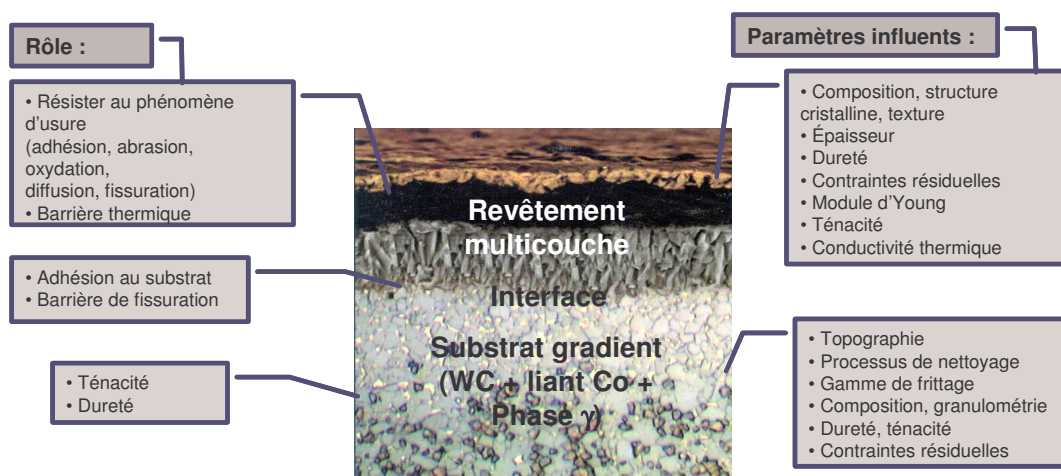 Rôle :
• Résister au phénomène
d'usure
(adhésion, abrasion,
oxydation,
diffusion, fissuration)
• Barrière thermique
• Adhésion au substrat
• Barrière de fissuration
• Ténacité
• Dureté
Revêtement
multicouche
Interface
Substrat gradient
(WC + liant Co +
Phase γ)
Paramètres influents :
• Composition, structure
cristalline, texture
• Épaisseur
• Dureté
• Contraintes résiduelles
• Module d'Young
• Ténacité
• Conductivité thermique
• Topographie
• Processus de nettoyage
• Gamme de frittage
• Composition, granulométrie
• Dureté, ténacité
• Contraintes résiduelles